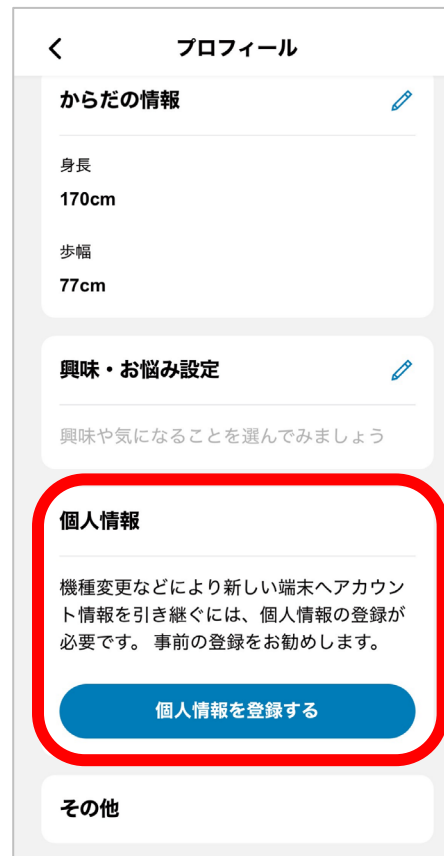 プロフィール
からだの情報
身長
170cm
歩幅
77cm
興味・お悩み設定
興味や気になることを選んでみましょう
個人情報
機種変更などにより新しい端末へアカウン
ト情報を引き継ぐには、個人情報の登録が
必要です。 事前の登録をお勧めします。
個人情報を登録する
その他